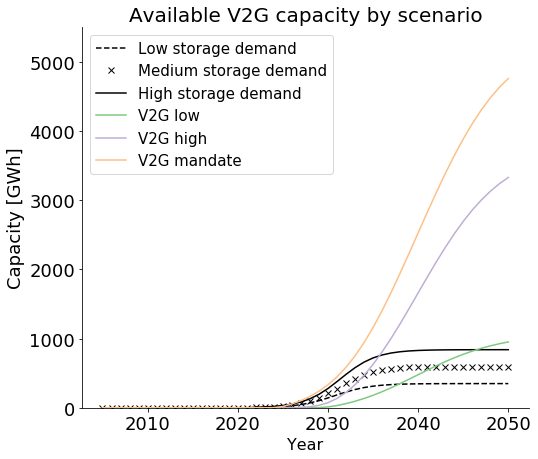 Available V2G capacity by scenario
Low storage demand
Medium storage demand
High storage demand
V2G low
V2G high
V2G mandate
Capacity [GWh]
5000
4000
3000
2000
1000
0
2010 2020 2030 2040 2050
Year